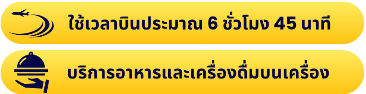 ใช้เวลาบินประมาณ 6 ชั่วโมง 45 นาที
บริการอาหารและเครื่องดื่มบนเครื่อง